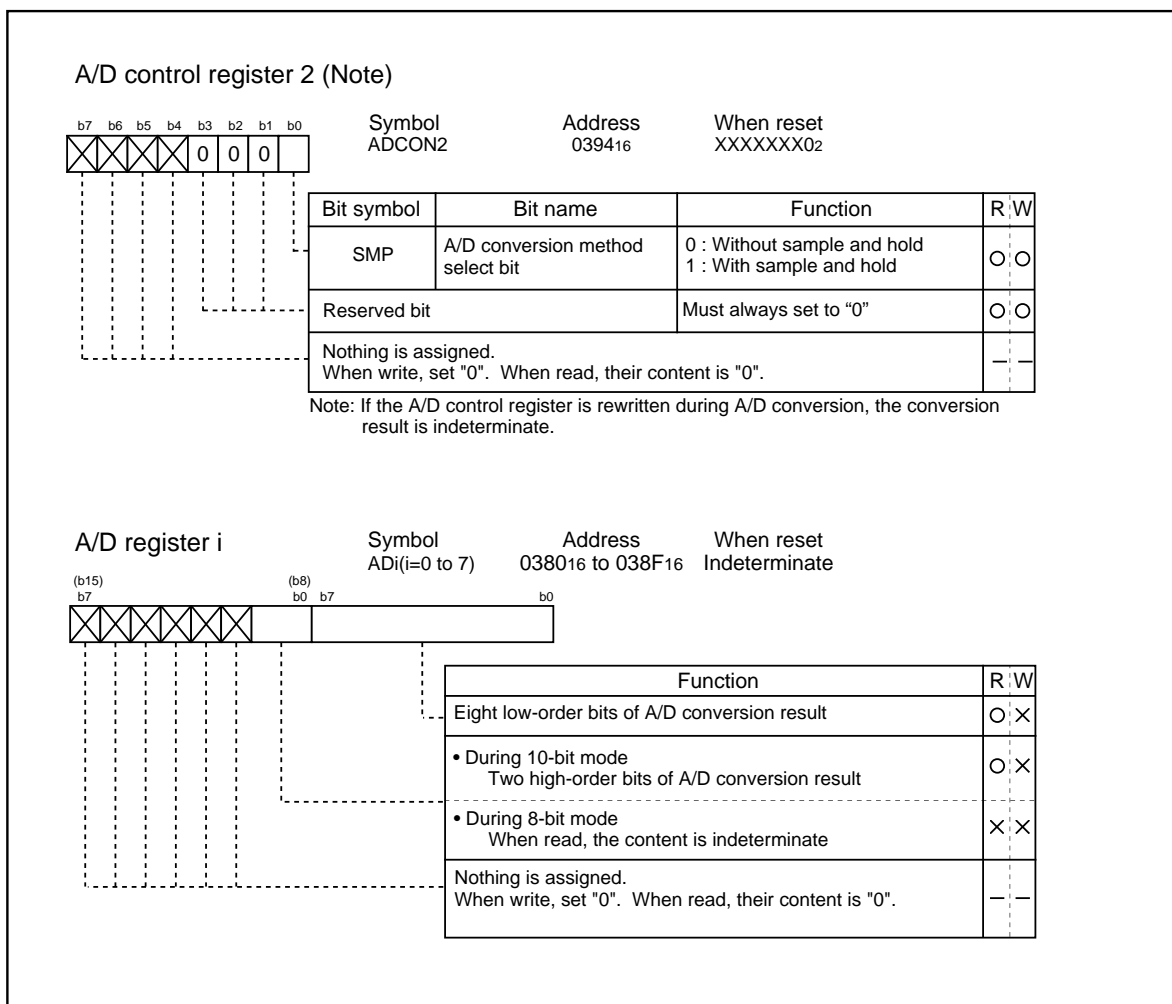 A/D control register 2 (Note)
b7 b6 b5 b4 b3 b2 b1 b0
0 0 0
Symbol Address When reset
ADCON2 039416 XXXXXXX02
Bit symbol Bit name Function R W
SMP A/D conversion method select bit 0 : Without sample and hold
1 : With sample and hold
Reserved bit Must always set to “0”
Nothing is assigned.
When write, set "0". When read, their content is "0".
Note: If the A/D control register is rewritten during A/D conversion, the conversion
result is indeterminate.
A/D register i
Symbol Address When reset
ADi(i=0 to 7) 038016 to 038F16 Indeterminate
(b15) (b8)
b7 b0 b7 b0
Function R W
Eight low-order bits of A/D conversion result
• During 10-bit mode
Two high-order bits of A/D conversion result
• During 8-bit mode
When read, the content is indeterminate
Nothing is assigned.
When write, set "0". When read, their content is "0".